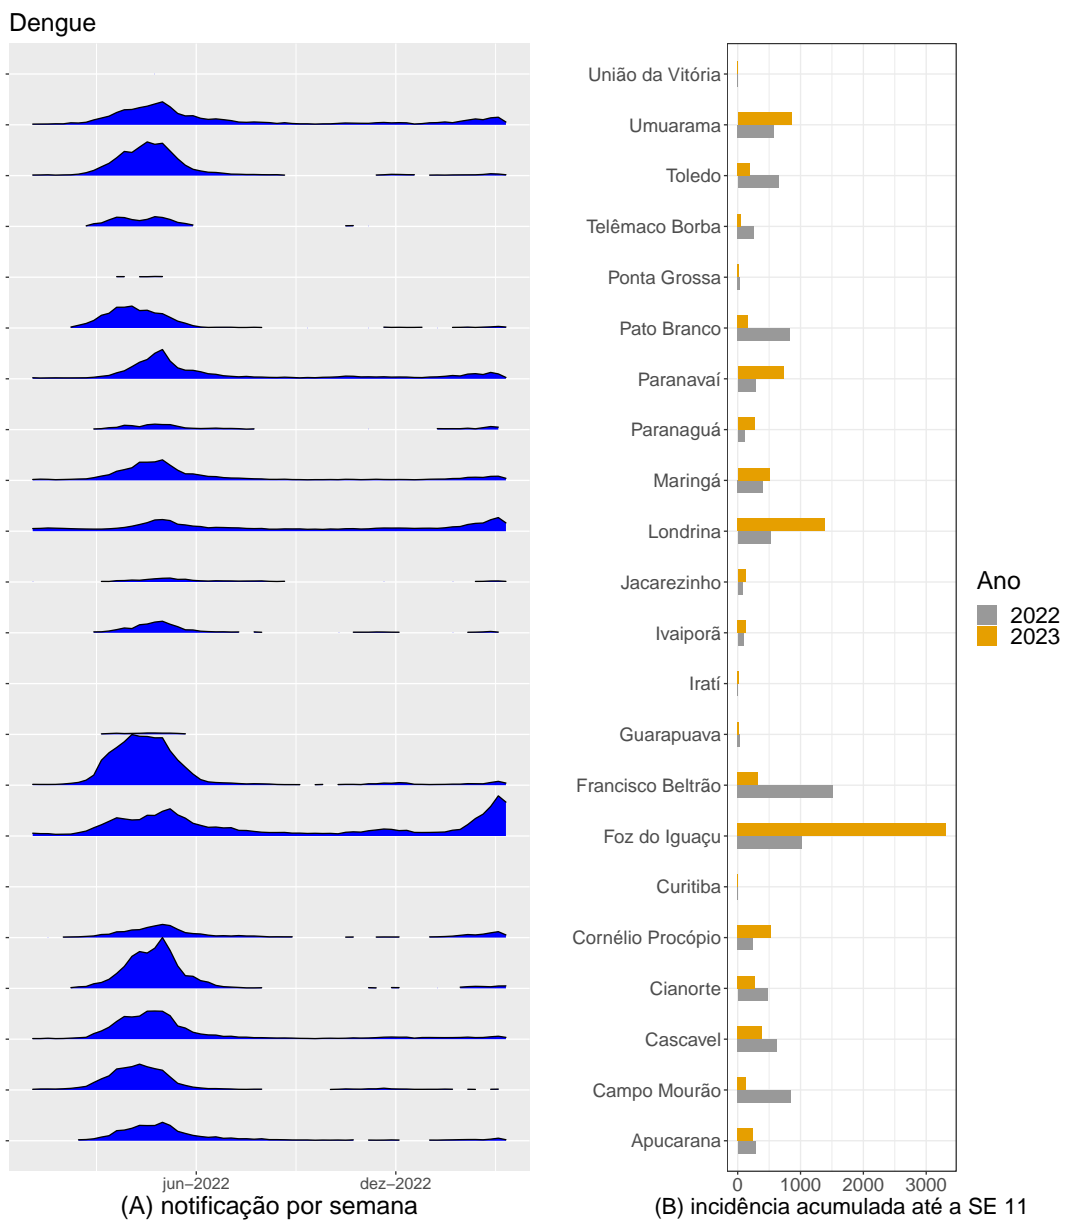 Dengue
União da Vitória
Umuarama
Toledo
Telêmaco Borba
Ponta Grossa
Pato Branco
Paranavaí
Paranaguá
Maringá
Londrina
Jacarezinho
Ivaiporã
Iratí
Guarapuava
Francisco Beltrão
Foz do Iguaçu
Curitiba
Cornélio Procópio
Cianorte
Cascavel
Campo Mourão
Apucarana
Ano
2022
2023
jun−2022 dez−2022
0 1000 2000 3000
(A) notificação por semana
(B) incidência acumulada até a SE 11